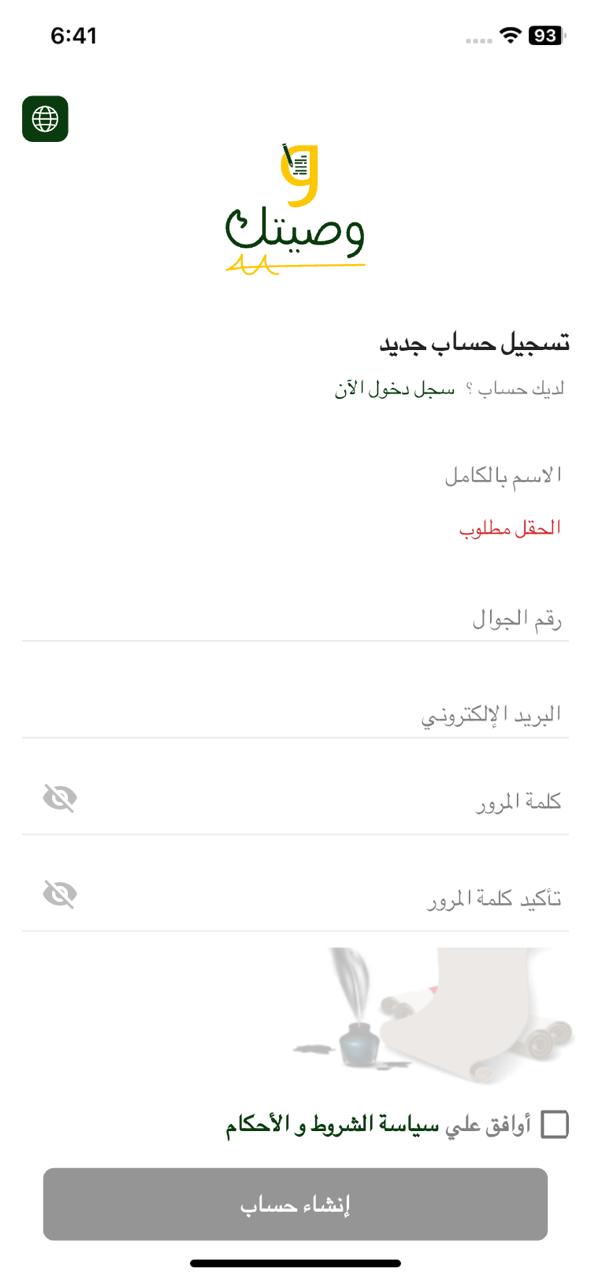 6:41
93
وصيتك
تسجيل حساب جديد
لديك حساب ؟ سجل دخول الآن
الاسم بالكامل
الحقل مطلوب
رقم الجوال
البريد الإلكتروني
كلمة المرور
تأكيد كلمة المرور
أوافق علي سياسة الشروط و الأحكام
إنشاء حساب